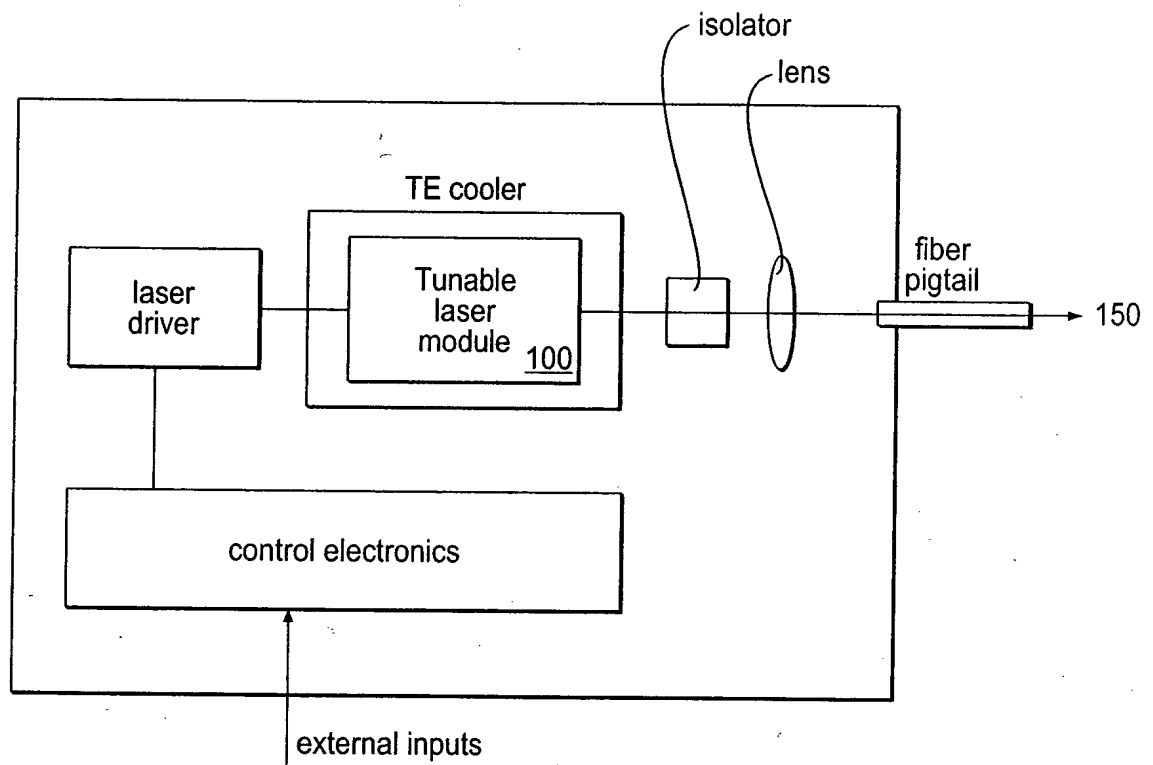 isolator
lens
TE cooler
fiber
pigtail
laser
driver
Tunable
laser
module
100
150
control electronics
external inputs